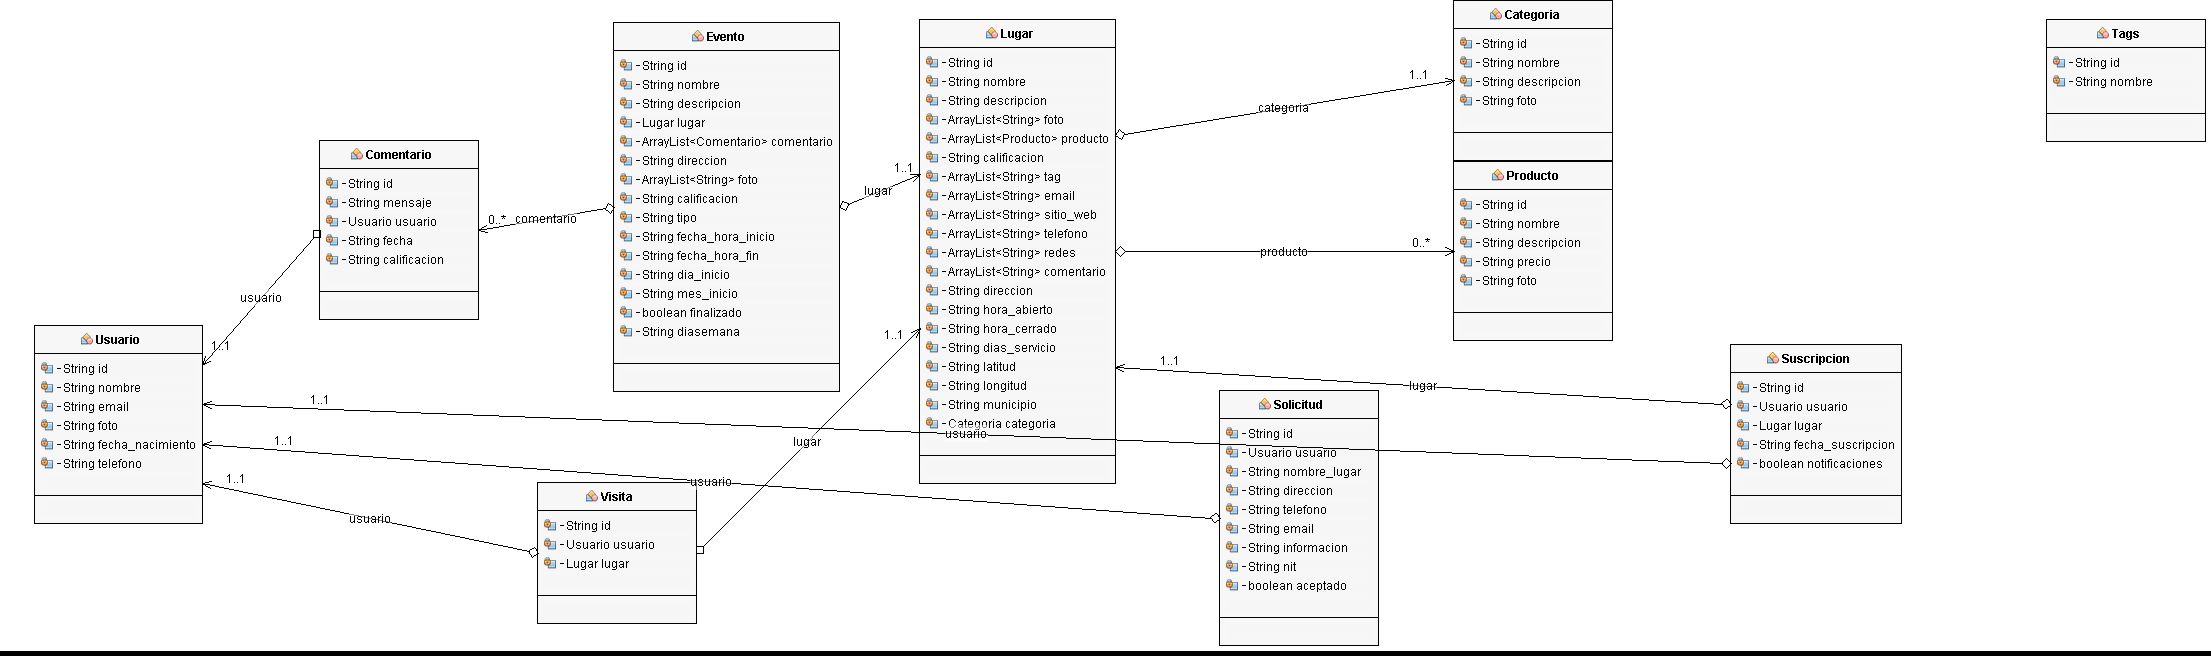 Evento
-String id
-String nombre
-String descripcion
-Lugar lugar
-ArrayList<Comentario> comentario
-String direccion
-ArrayList<String> foto
-String calificacion
-String tipo
-String fecha_hora_inicio
-String fecha_hora_fin
-String dia_inicio
-String mes_inicio
-boolean finalizado
-String diasemana
Lugar
-String id
-String nombre
-String descripcion
-ArrayList<String> foto
-ArrayList<Producto> producto
-String calificacion
-ArrayList<String> tag
-ArrayList<String> email
-ArrayList<String> sitio_web
-ArrayList<String> telefono
-ArrayList<String> redes
-ArrayList<String> comentario
-String direccion
-String hora_abierto
-String hora_cerrado
-String dias_servicio
-String latitud
-String longitud
-String municipio
-Categoria categoria
Categoria
-String id
-String nombre
-String descripcion
-String foto
Tags
-String id
-String nombre
1..1
categoria
Comentario
-String id
-String mensaje
-Usuario usuario
-String fecha
-String calificacion
0..*
comentario
1..1
lugar
Producto
-String id
-String nombre
-String descripcion
-String precio
-String foto
producto
0..*
usuario
1..1
Usuario
-String id
-String nombre
-String email
-String foto
-String fecha_nacimiento
-String telefono
1..1
lugar
1..1
lugar
Suscripcion
-String id
-Usuario usuario
-Lugar lugar
-String fecha_suscripcion
-boolean notificaciones
1..1
usuario
1..1
usuario
1..1
usuario
Solicitud
-String id
-Usuario usuario
-String nombre_lugar
-String direccion
-String telefono
-String email
-String informacion
-String nit
-boolean aceptado
Visita
-String id
-Usuario usuario
-Lugar lugar